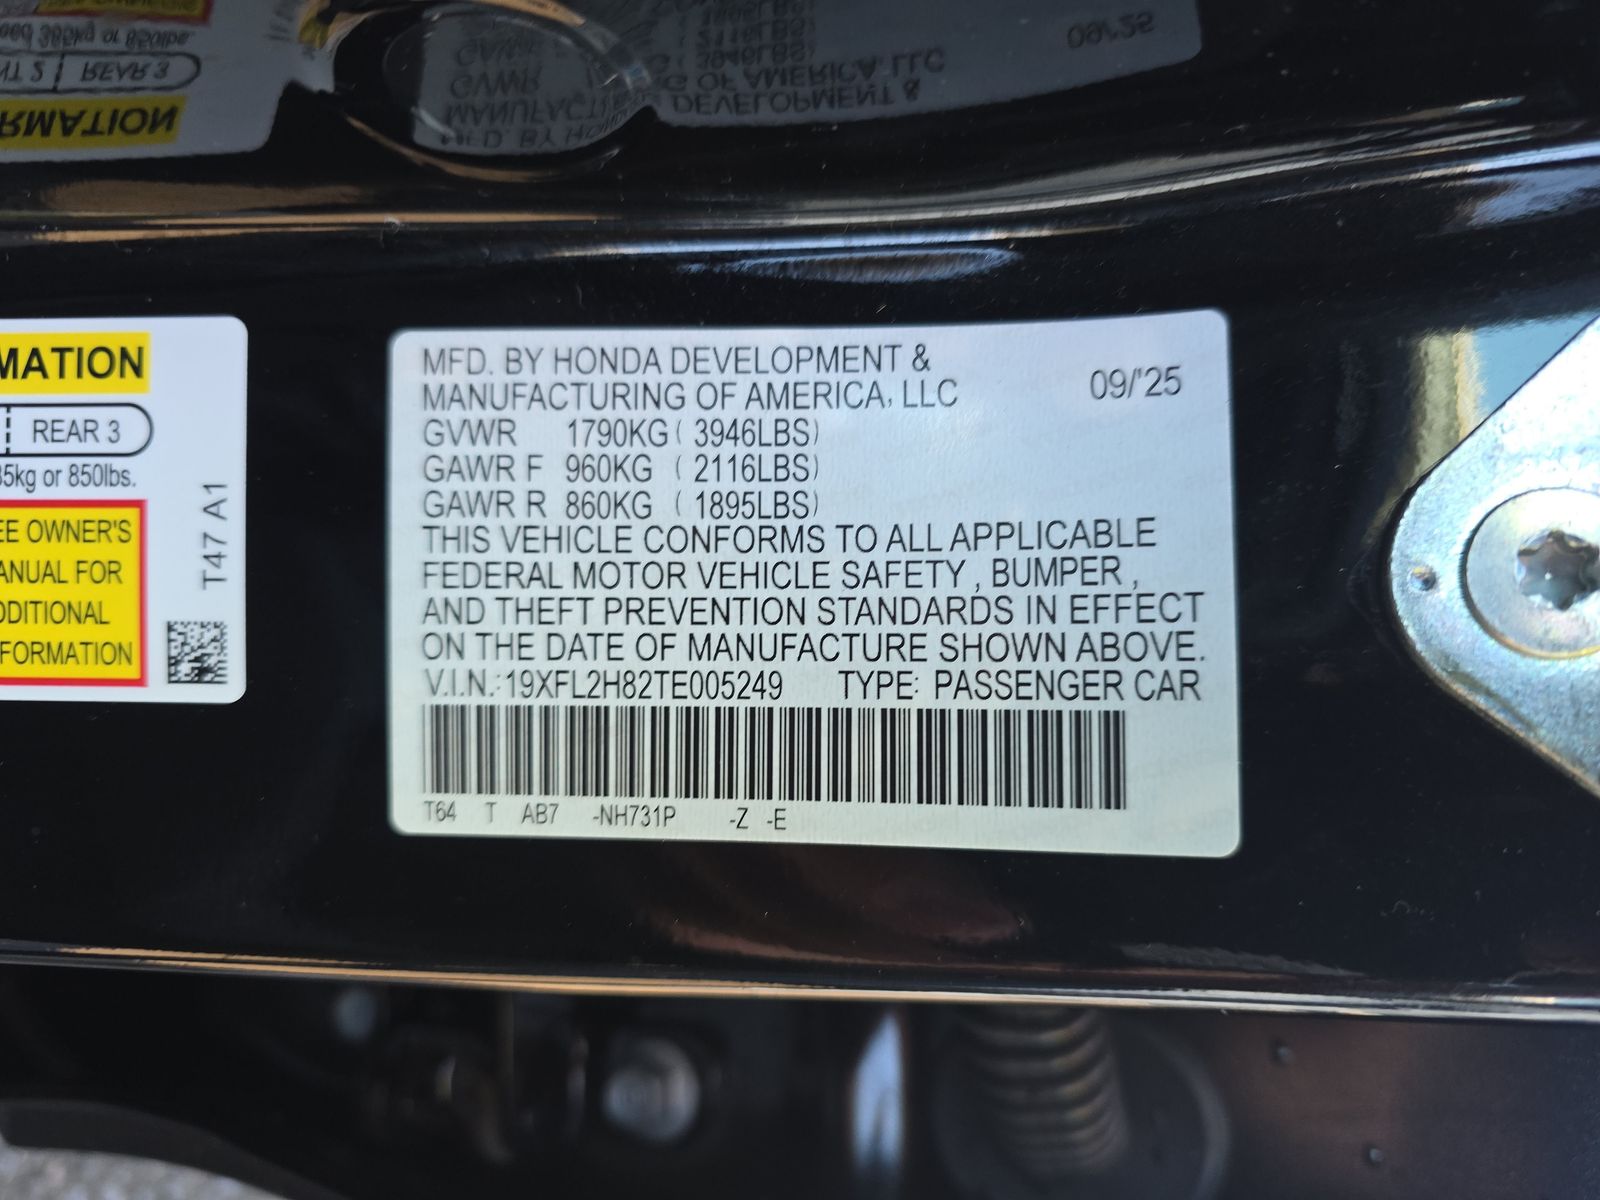 MATION
REAR 3
85kg or 850lbs.
EE OWNER'S
ANUAL FOR
DDITIONAL
FORMATION
T47 A1
MFD. BY HONDA DEVELOPMENT &
MANUFACTURING OF AMERICA, LLC
09/'25
GVWR 1790KG ( 3946LBS)
GAWR F 960KG ( 2116LBS)
GAWR R 860KG ( 1895LBS)
THIS VEHICLE CONFORMS TO ALL APPLICABLE
FEDERAL MOTOR VEHICLE SAFETY , BUMPER ,
AND THEFT PREVENTION STANDARDS IN EFFECT
ON THE DATE OF MANUFACTURE SHOWN ABOVE.
V.I.N.: 19XFL2H82TE005249 TYPE: PASSENGER CAR
T64 T AB7 -NH731P -Z -E